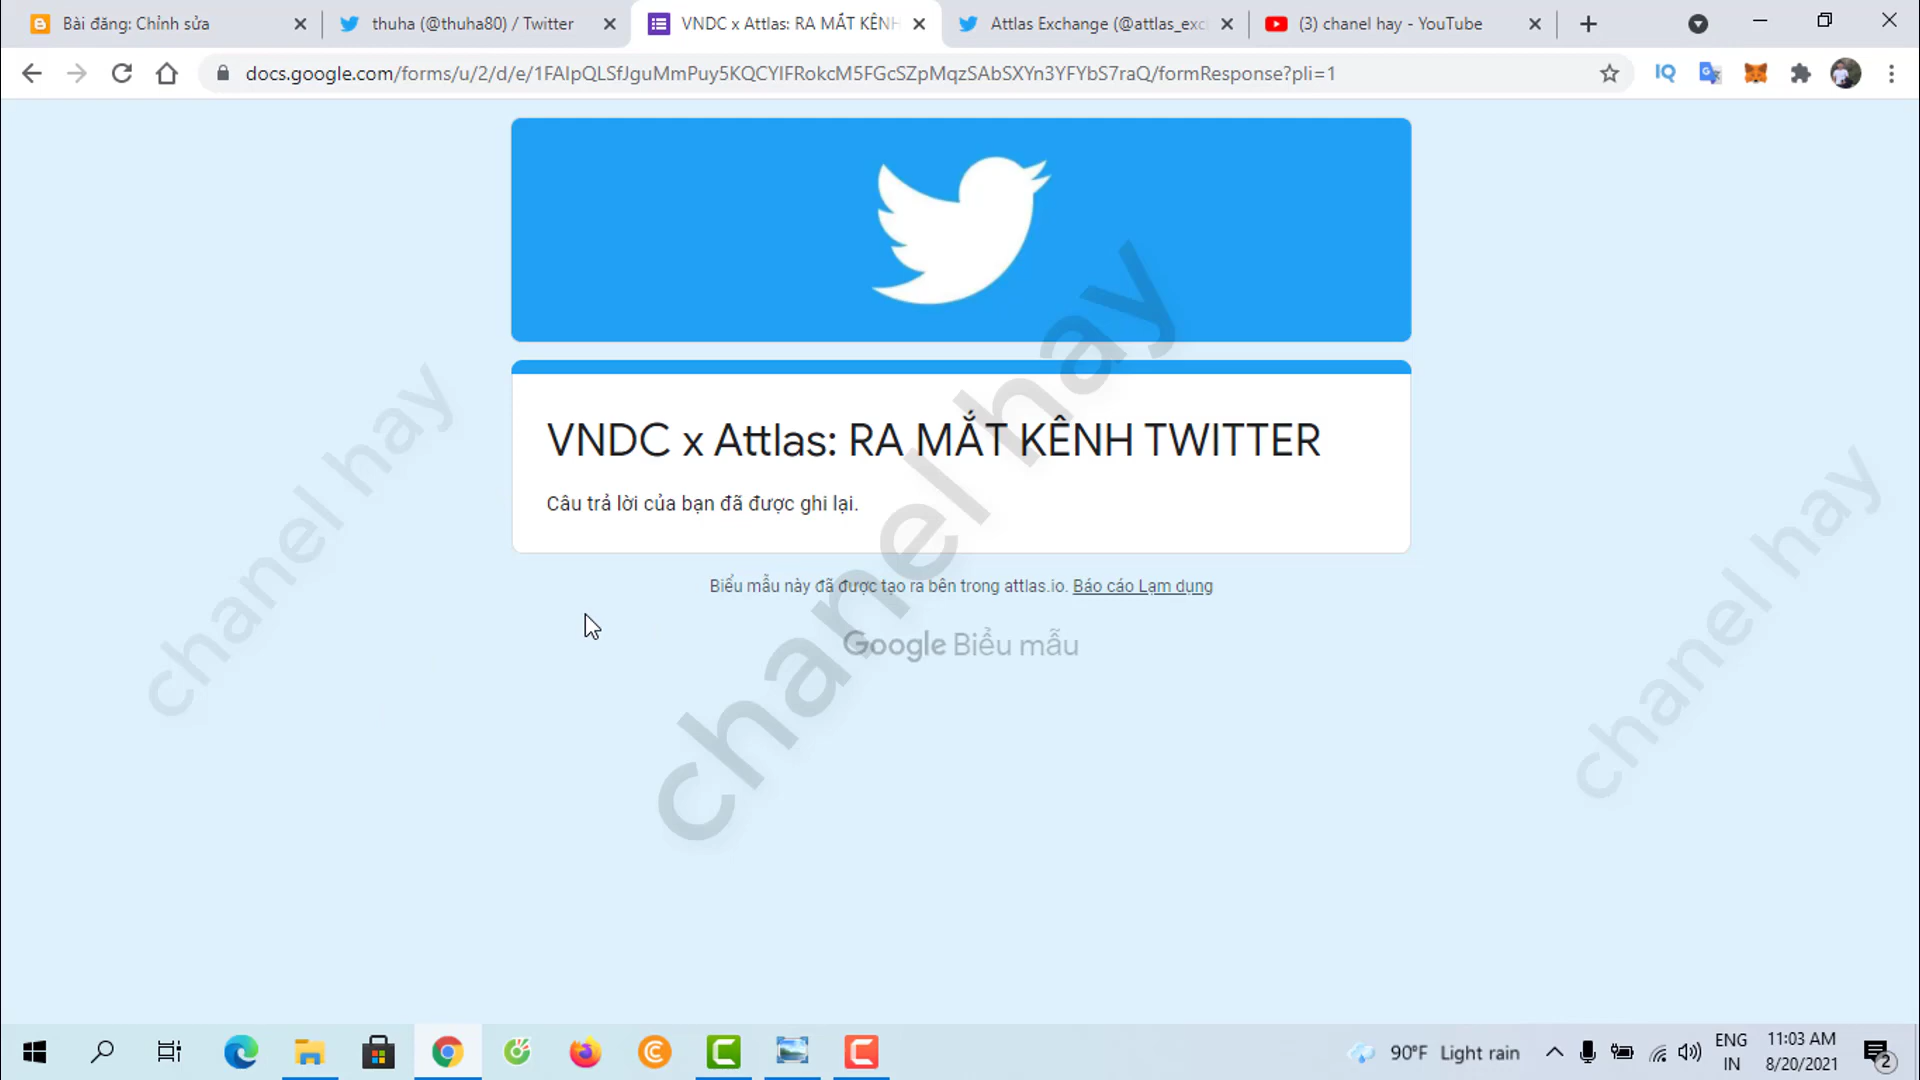 Bài đăng: Chỉnh sửa
thuha (@thuha80) / Twitter
VNDC x Attlas: RA MẮT KÊNH
Attlas Exchange (@attlas_exc
(3) chanel hay - YouTube
docs.google.com/forms/u/2/d/e/1FAIpQLSfJguMmPuy5KQCYIFRokcM5FGcSZpMqzSAbSXYn3YFYbS7raQ/formResponse?pli=1
IQ
VNDC x Attlas: RA MẮT KÊNH TWITTER
Câu trả lời của bạn đã được ghi lại.
Biểu mẫu này đã được tạo ra bên trong attlas.io. Báo cáo Lạm dụng
Google Biểu mẫu
chanel hay
chanel hay
chanel hay
90°F Light rain
ENG
IN
11:03 AM
8/20/2021
2